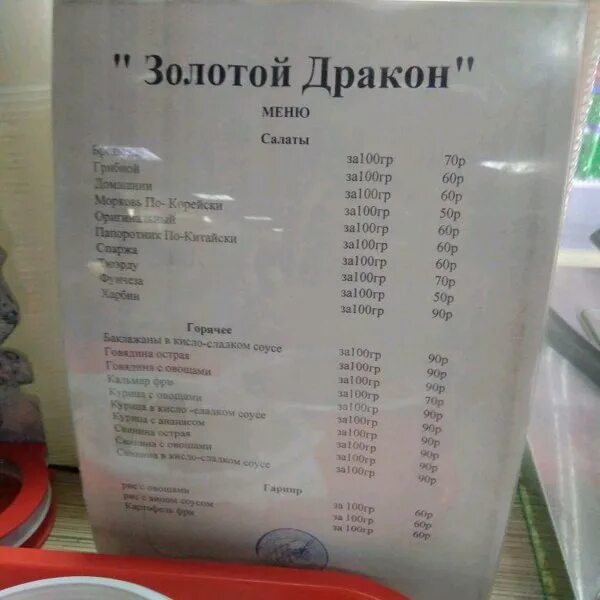 " Золотой Дракон"
МЕНЮ
Салаты
за100гр 70р
Грибной за100гр 60р
Домашнии за100гр 60р
Морковь По- Корейски за100гр 50р
Оригинальный за100гр 60р
Папоротник По-Китайски за100гр 60р
Спаржа за100гр 60р
за100гр 70р
Фунчеза за100гр 50р
Харбин за100гр 90р
Горячее
Баклажаны в кисло-сладком соусе за100гр 90р
Говядина острая за100гр 90р
Говядина с овощами за100гр 90р
Кальмар фри за100гр 70р
Курица с овощами за100гр 90р
Курица в кисло -сладком соусе за100гр 90р
Курица с ананасом за100гр 90р
Свинина острая за100гр 90р
Свинина с овощами за100гр 90р
Свинина в кисло-сладком соусе за100гр 90р
Гарнир
рис с овощами за 100гр 60р
рис с соусом за 100гр 60р
Картофель фри за 100гр 60р